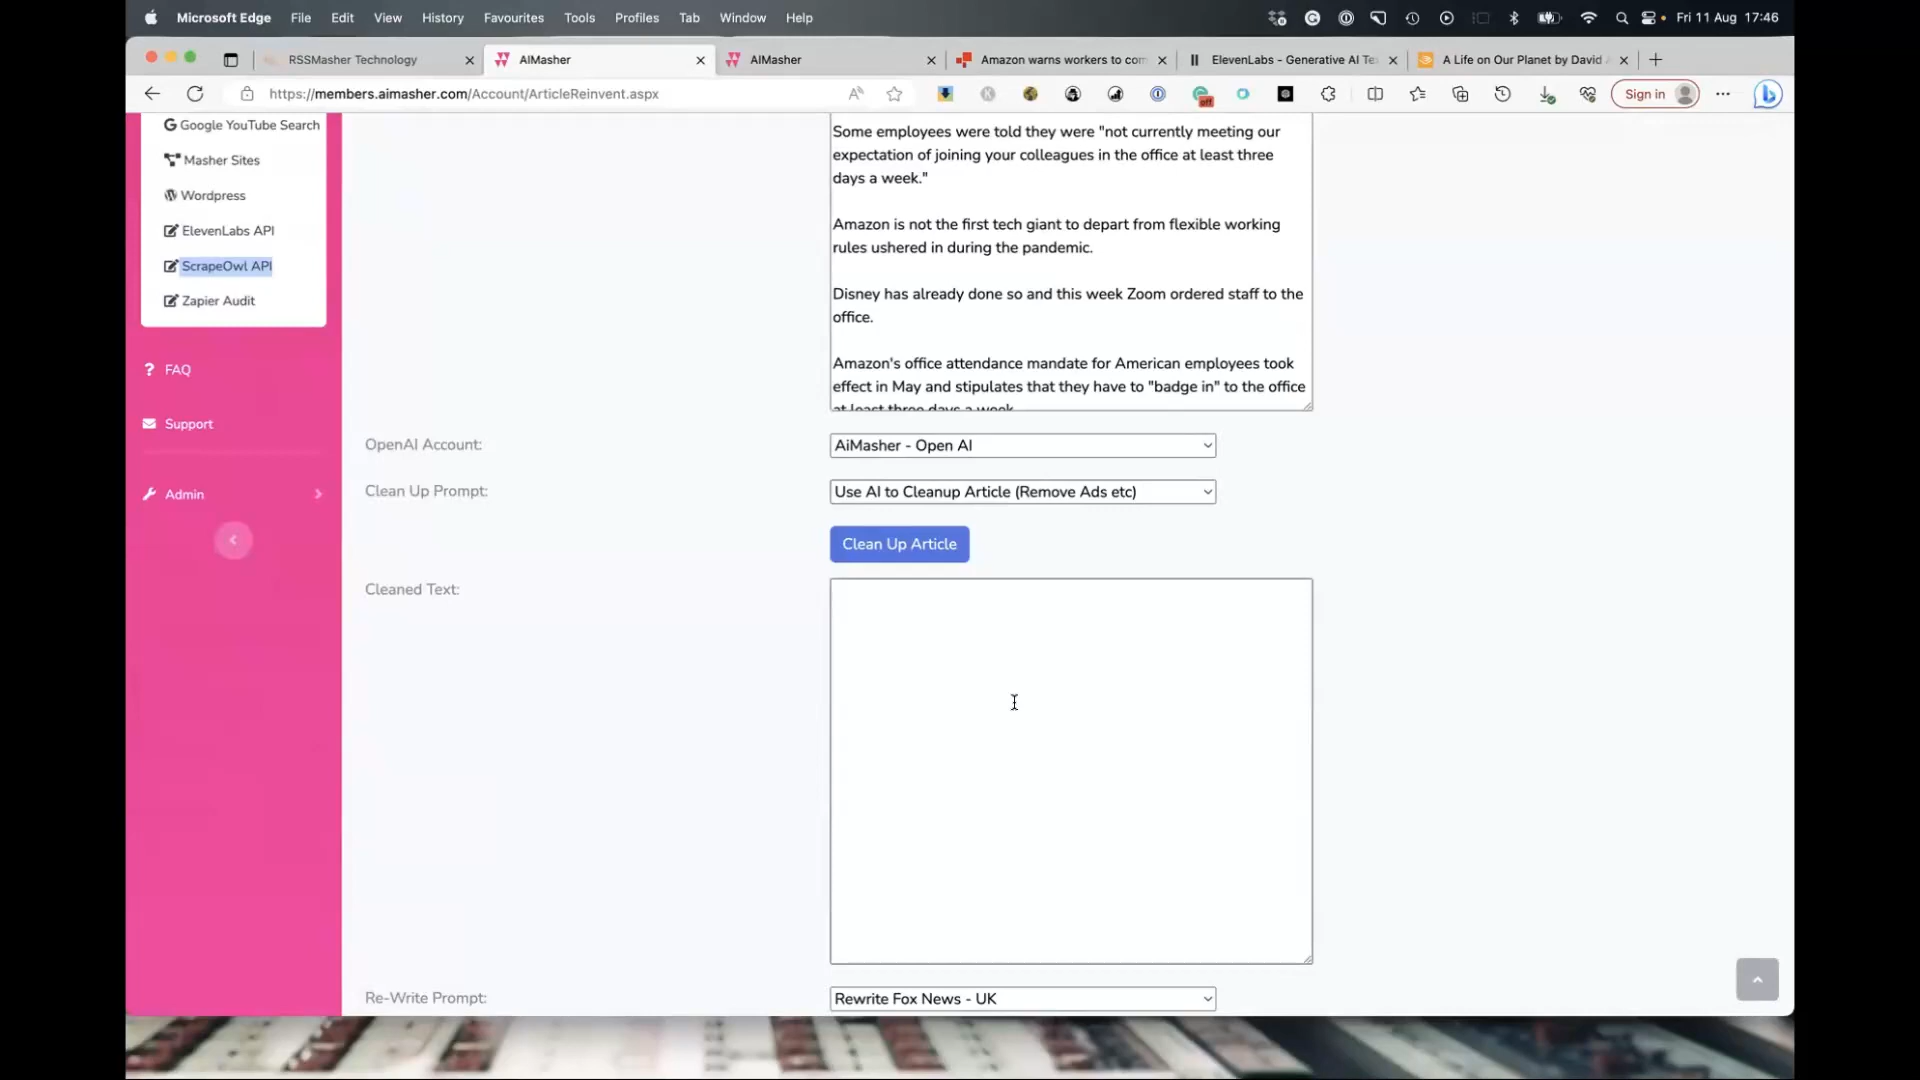 Microsoft Edge File Edit View History Favourites Tools Profiles Tab Window Help Fri 11 Aug 17:46
RSSMasher Technology AIMasher AIMasher Amazon warns workers to com ElevenLabs - Generative AI Te A Life on Our Planet by David
https://members.aimasher.com/Account/ArticleReinvent.aspx off Sign in
Google YouTube Search
Masher Sites
Wordpress
ElevenLabs API
ScrapeOwl API
Zapier Audit
FAQ
Support
Admin
Some employees were told they were "not currently meeting our
expectation of joining your colleagues in the office at least three
days a week."
Amazon is not the first tech giant to depart from flexible working
rules ushered in during the pandemic.
Disney has already done so and this week Zoom ordered staff to the
office.
Amazon's office attendance mandate for American employees took
effect in May and stipulates that they have to "badge in" to the office
at least three days a week
OpenAI Account: AiMasher - Open AI
Clean Up Prompt: Use AI to Cleanup Article (Remove Ads etc)
Clean Up Article
Cleaned Text:
Re-Write Prompt: Rewrite Fox News - UK